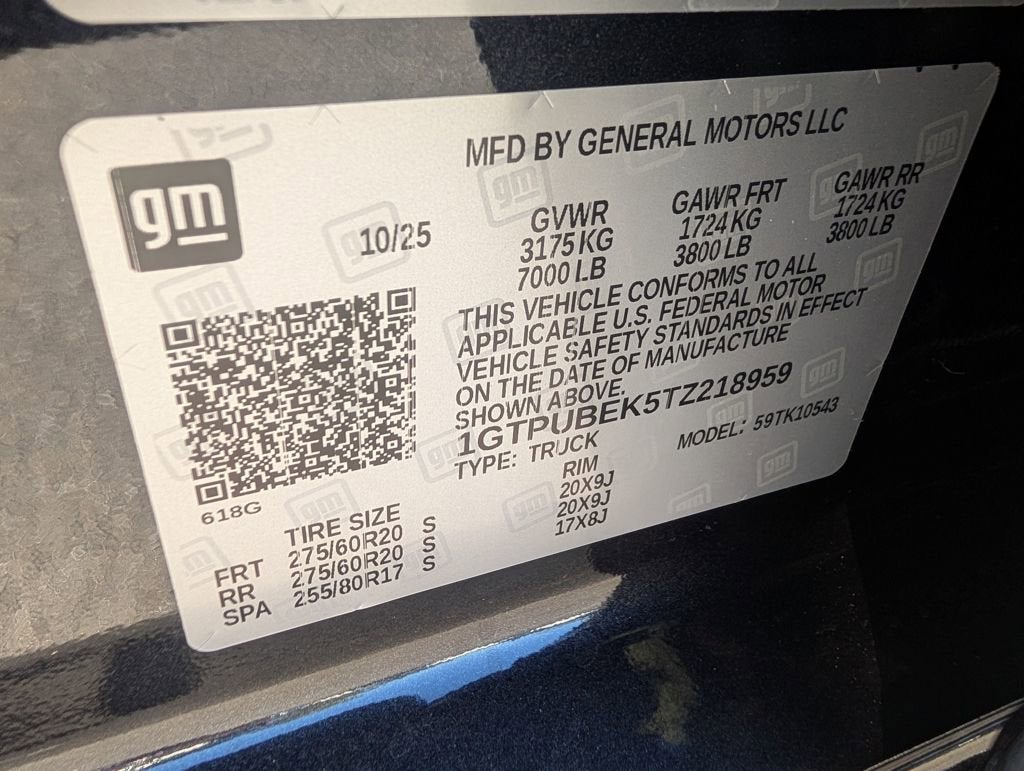 gm
MFD BY GENERAL MOTORS LLC
10/25
GVWR GAWR FRT GAWR RR
3175 KG 1724 KG 1724 KG
7000 LB 3800 LB 3800 LB
THIS VEHICLE CONFORMS TO ALL
APPLICABLE U.S. FEDERAL MOTOR
VEHICLE SAFETY STANDARDS IN EFFECT
ON THE DATE OF MANUFACTURE
SHOWN ABOVE.
1GTPUBEK5TZ218959
TYPE: TRUCK MODEL: 59TK10543
618G
TIRE SIZE RIM
FRT 275/60R20 S 20X9J
RR 275/60R20 S 20X9J
SPA 255/80R17 S 17X8J